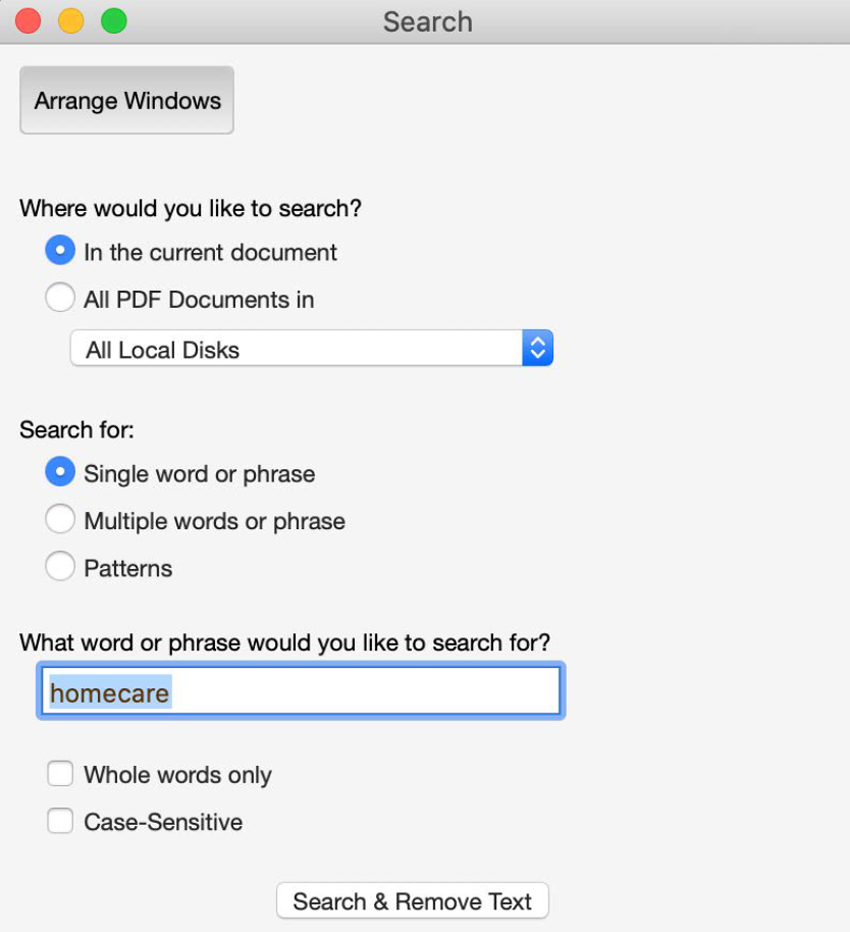 Search
Arrange Windows
Where would you like to search?
In the current document
All PDF Documents in
All Local Disks
Search for:
Single word or phrase
Multiple words or phrase
Patterns
What word or phrase would you like to search for?
homecare
Whole words only
Case-Sensitive
Search & Remove Text